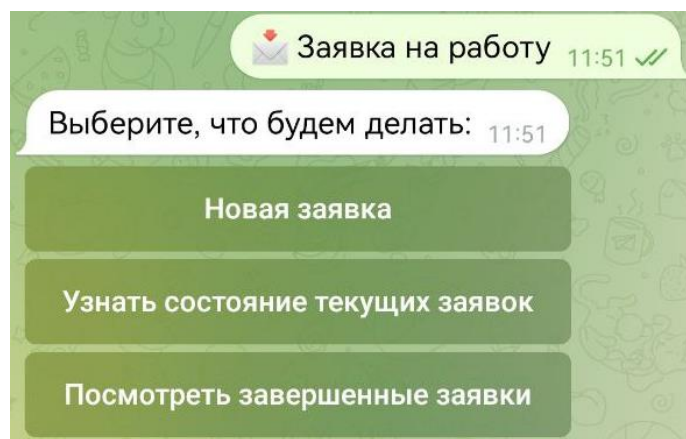 📩 Заявка на работу 11:51
Выберите, что будем делать: 11:51
Новая заявка
Узнать состояние текущих заявок
Посмотреть завершенные заявки